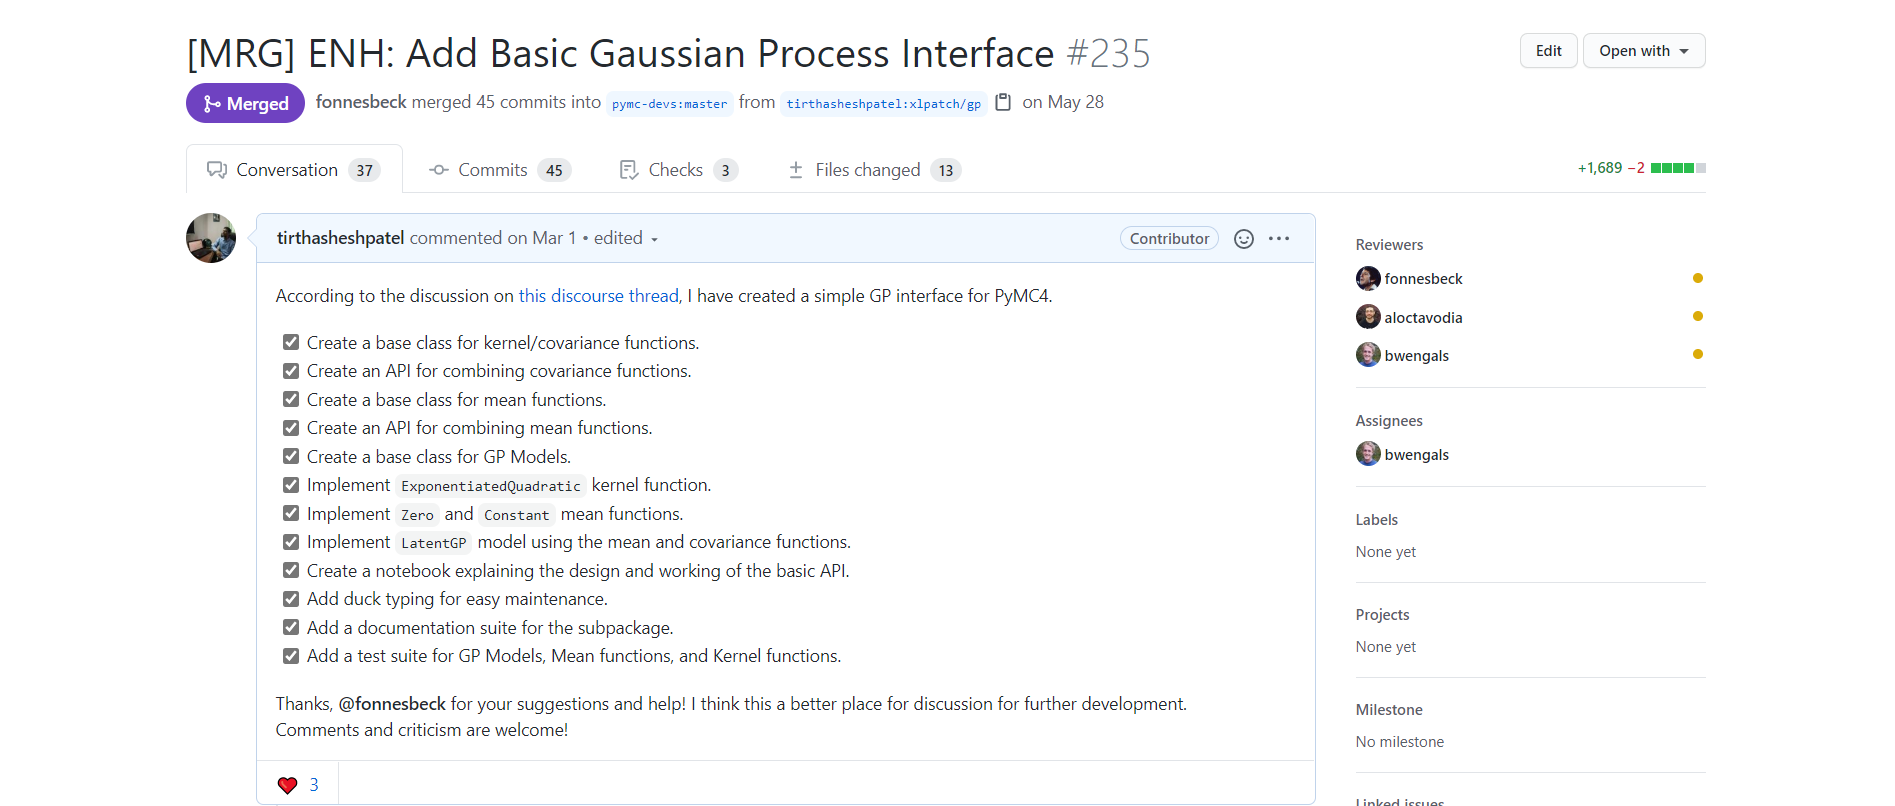 [MRG] ENH: Add Basic Gaussian Process Interface #235
Edit
Open with
Merged
fonnesbeck merged 45 commits into pymc-devs:master from tirthasheshpatel:xlpatch/gp on May 28
Conversation 37
Commits 45
Checks 3
Files changed 13
+1,689 −2
tirthasheshpatel commented on Mar 1 • edited
Contributor
According to the discussion on this discourse thread, I have created a simple GP interface for PyMC4.
Create a base class for kernel/covariance functions.
Create an API for combining covariance functions.
Create a base class for mean functions.
Create an API for combining mean functions.
Create a base class for GP Models.
Implement ExponentiatedQuadratic kernel function.
Implement Zero and Constant mean functions.
Implement LatentGP model using the mean and covariance functions.
Create a notebook explaining the design and working of the basic API.
Add duck typing for easy maintenance.
Add a documentation suite for the subpackage.
Add a test suite for GP Models, Mean functions, and Kernel functions.
Thanks, @fonnesbeck for your suggestions and help! I think this a better place for discussion for further development.
Comments and criticism are welcome!
3
Reviewers
fonnesbeck
aloctavodia
bwengals
Assignees
bwengals
Labels
None yet
Projects
None yet
Milestone
No milestone
Linked issues